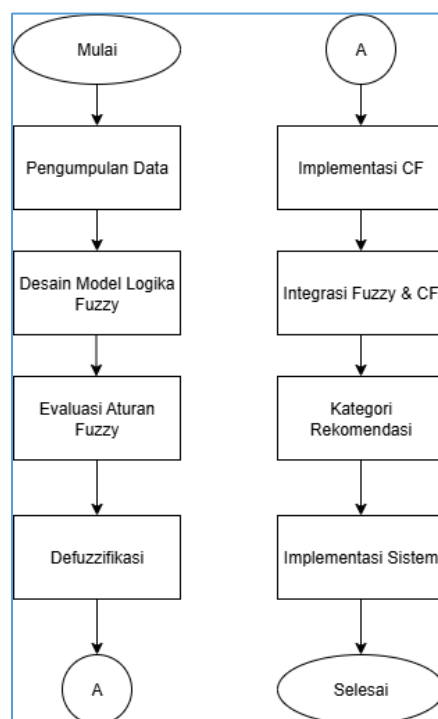 Mulai
Pengumpulan Data
Desain Model Logika
Fuzzy
Evaluasi Aturan
Fuzzy
Defuzzifikasi
A
A
Implementasi CF
Integrasi Fuzzy & CF
Kategori
Rekomendasi
Implementasi Sistem
Selesai